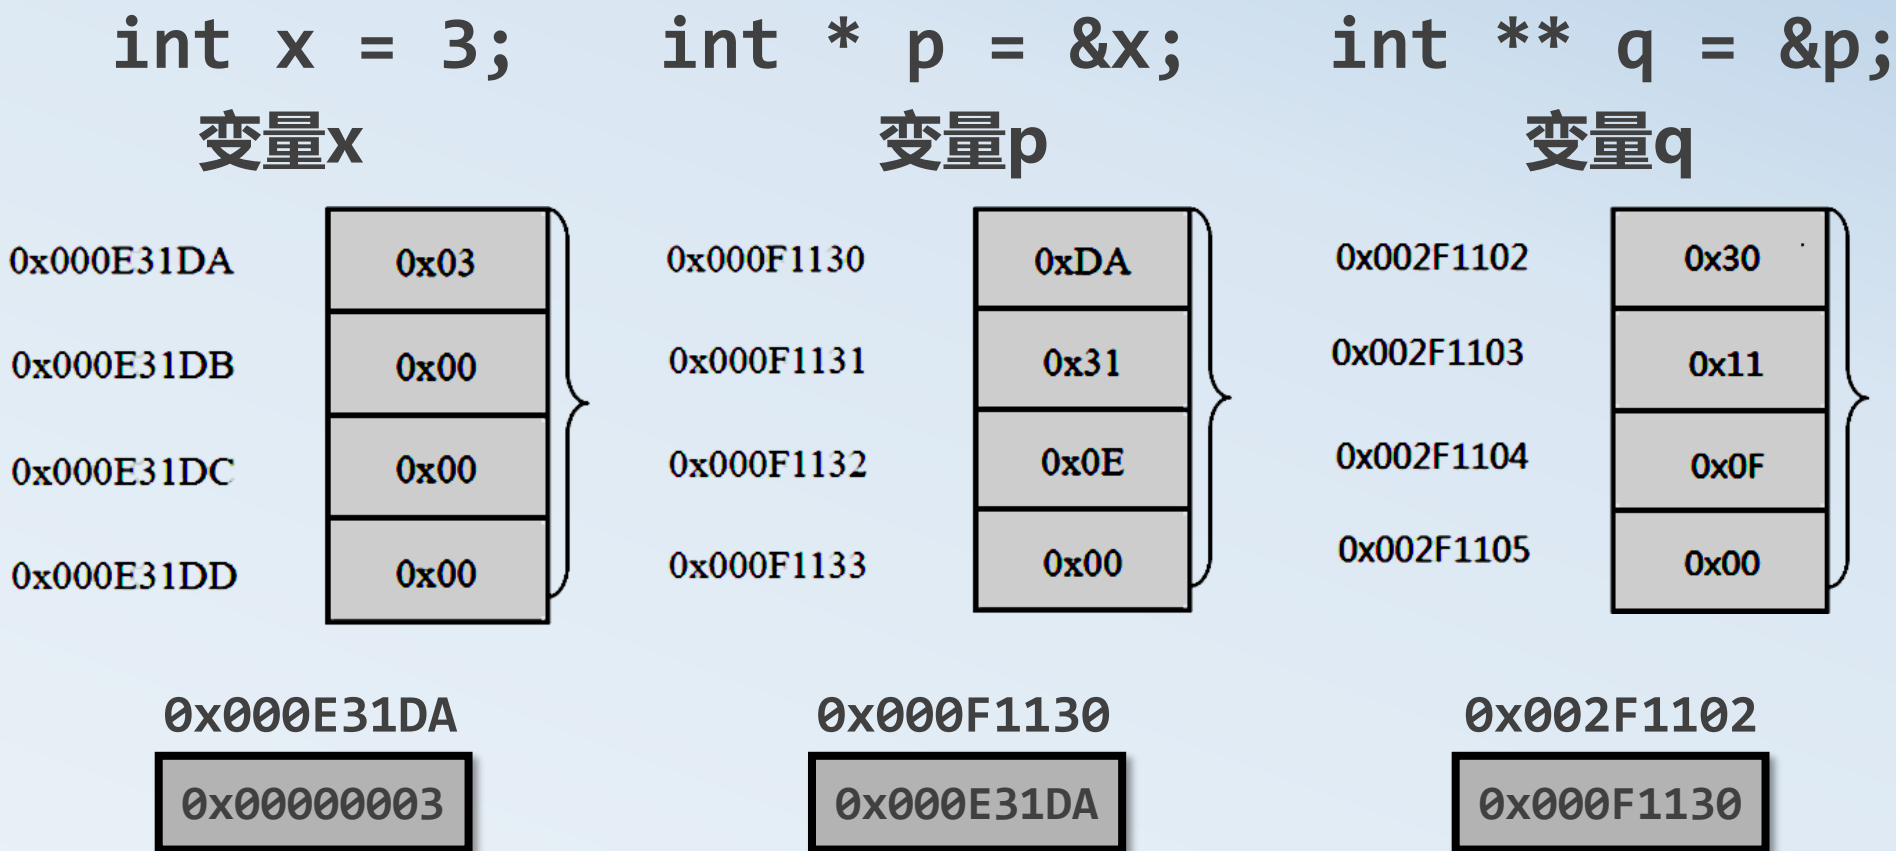 int x = 3;
int * p = &x;
int ** q = &p;
变量x
变量p
变量q
0x000E31DA
0x03
0x000E31DB
0x00
0x000E31DC
0x00
0x000E31DD
0x00
0x000F1130
0xDA
0x000F1131
0x31
0x000F1132
0x0E
0x000F1133
0x00
0x002F1102
0x30
0x002F1103
0x11
0x002F1104
0x0F
0x002F1105
0x00
0x000E31DA
0x00000003
0x000F1130
0x000E31DA
0x002F1102
0x000F1130